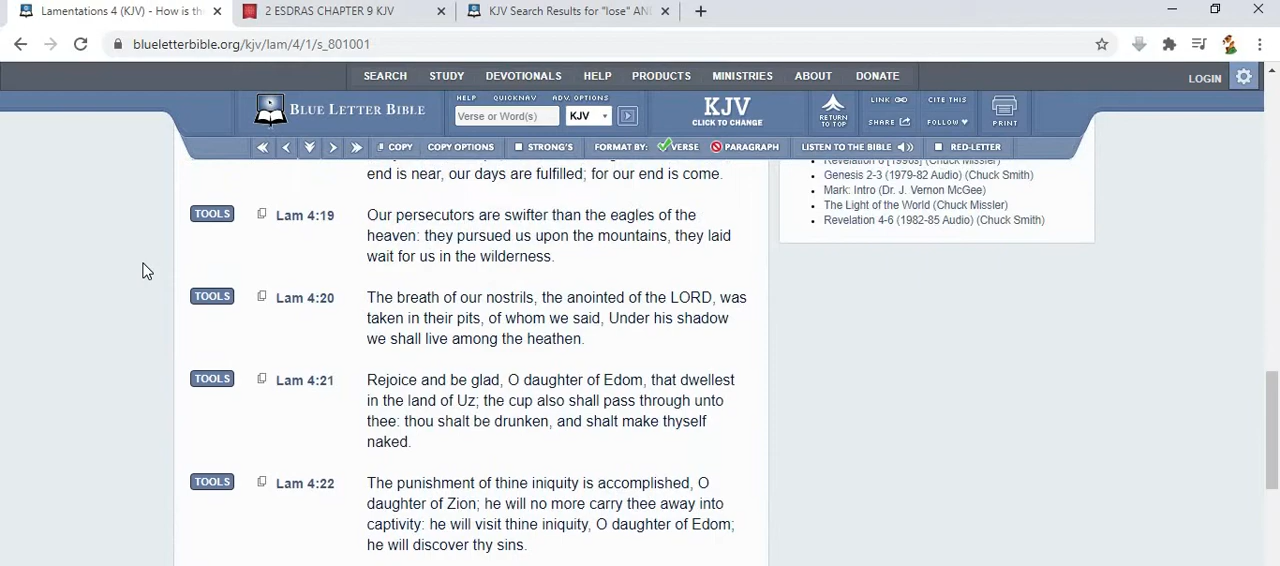 Lamentations 4 (KJV) - How is the
2 ESDRAS CHAPTER 9 KJV
KJV Search Results for "lose" AND
blueletterbible.org/kjv/lam/4/1/s_801001
SEARCH STUDY DEVOTIONALS HELP PRODUCTS MINISTRIES ABOUT DONATE LOGIN
BLUE LETTER BIBLE
HELP QUICKNAV ADV. OPTIONS
Verse or Word(s) KJV
KJV
CLICK TO CHANGE
RETURN
TO TOP
LINK CITE THIS
SHARE FOLLOW
PRINT
COPY COPY OPTIONS STRONG'S FORMAT BY: VERSE PARAGRAPH LISTEN TO THE BIBLE RED-LETTER
end is near, our days are fulfilled; for our end is come.
TOOLS Lam 4:19 Our persecutors are swifter than the eagles of the
heaven: they pursued us upon the mountains, they laid
wait for us in the wilderness.
TOOLS Lam 4:20 The breath of our nostrils, the anointed of the LORD, was
taken in their pits, of whom we said, Under his shadow
we shall live among the heathen.
TOOLS Lam 4:21 Rejoice and be glad, O daughter of Edom, that dwellest
in the land of Uz; the cup also shall pass through unto
thee: thou shalt be drunken, and shalt make thyself
naked.
TOOLS Lam 4:22 The punishment of thine iniquity is accomplished, O
daughter of Zion; he will no more carry thee away into
captivity: he will visit thine iniquity, O daughter of Edom;
he will discover thy sins.
Revelation 6 [1990s] (Chuck Missler)
Genesis 2-3 (1979-82 Audio) (Chuck Smith)
Mark: Intro (Dr. J. Vernon McGee)
The Light of the World (Chuck Missler)
Revelation 4-6 (1982-85 Audio) (Chuck Smith)